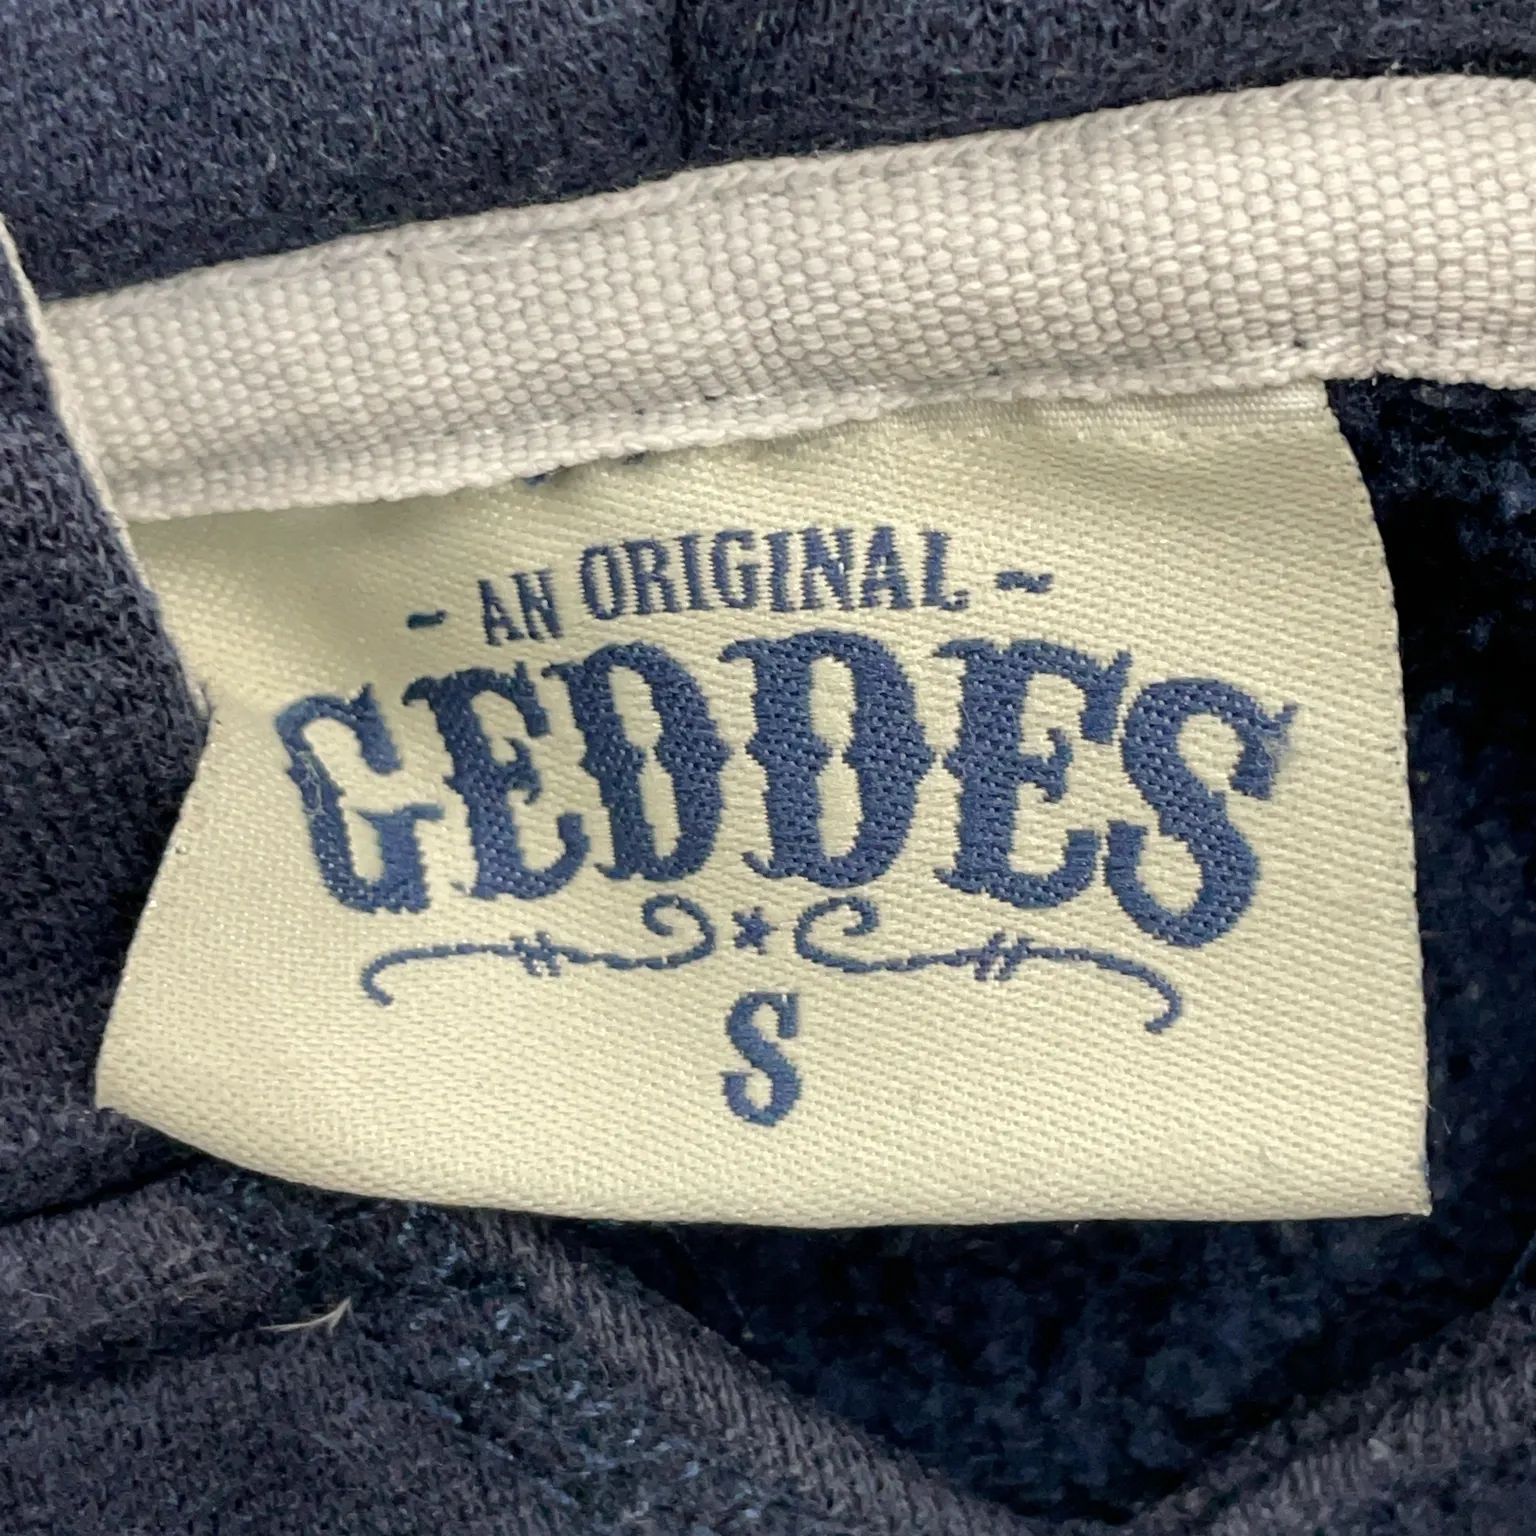 ~ AN ORIGINAL ~
GEDDES
S